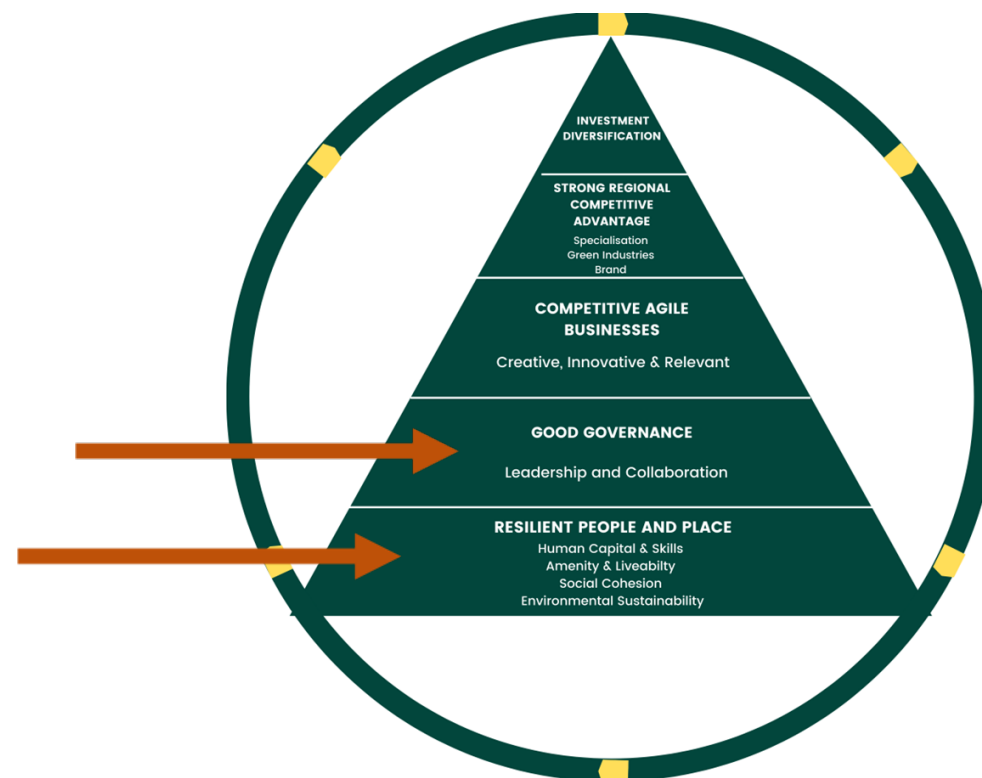 INVESTMENT
DIVERSIFICATION
STRONG REGIONAL
COMPETITIVE
ADVANTAGE
Specialisation
Green Industries
Brand
COMPETITIVE AGILE
BUSINESSES
Creative, Innovative & Relevant
GOOD GOVERNANCE
Leadership and Collaboration
RESILIENT PEOPLE AND PLACE
Human Capital & Skills
Amenity & Liveabilty
Social Cohesion
Environmental Sustainability